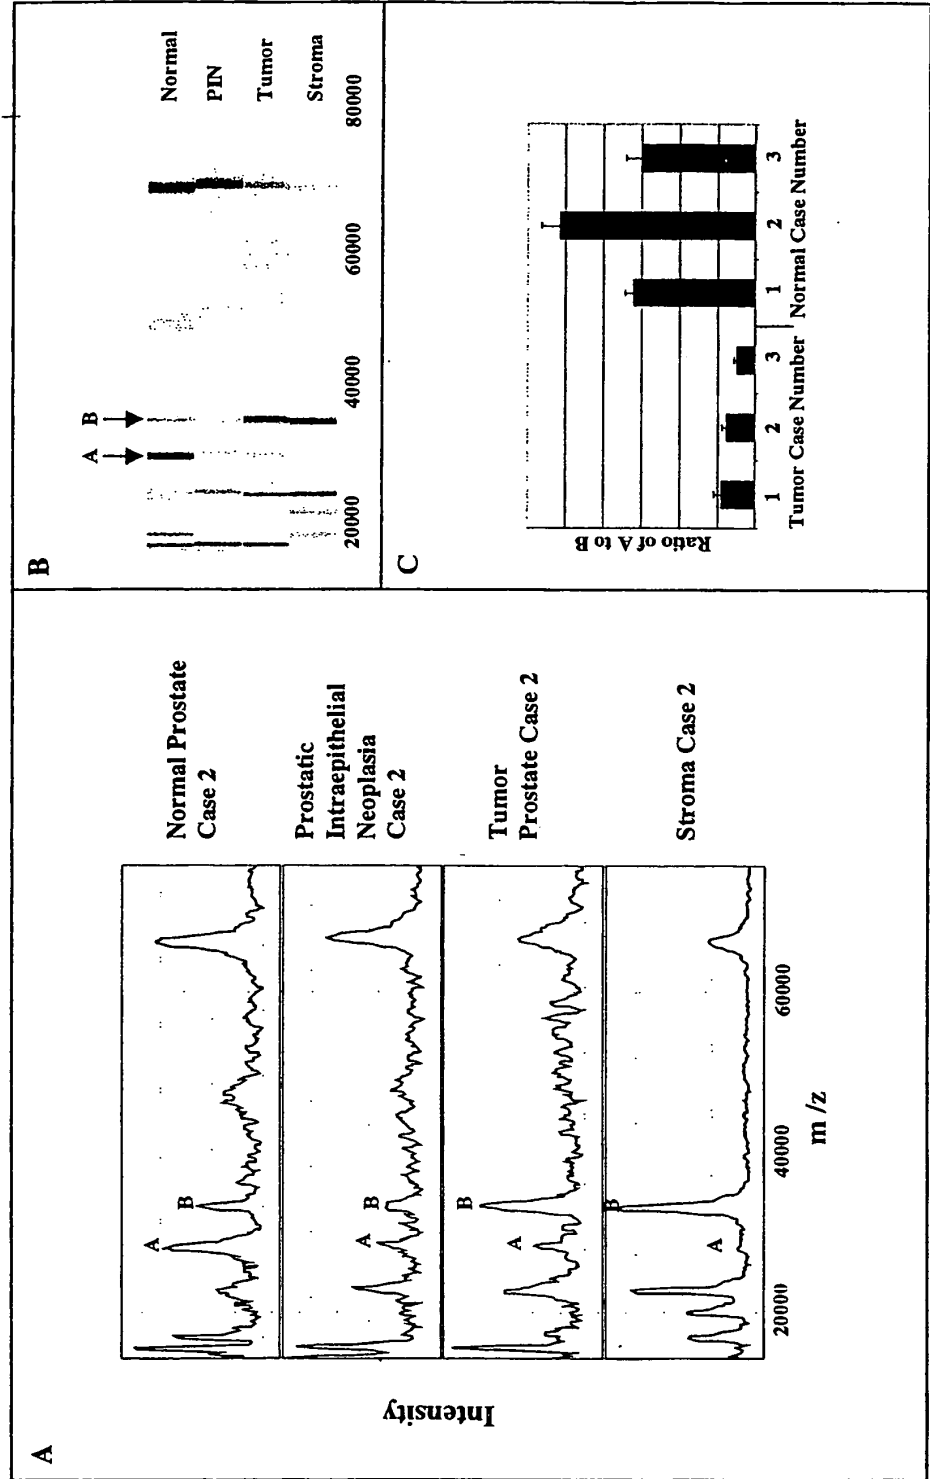 A
Intensity
Normal Prostate
Case 2
A
B
Prostatic
Intraepithelial
Neoplasia
Case 2
A
B
Tumor
Prostate Case 2
A
B
Stroma Case 2
A
B
20000
40000
60000
m /z
B
A
B
Normal
PIN
Tumor
Stroma
20000
40000
60000
80000
C
Ratio of A to B
1
2
3
1
2
3
Tumor Case Number
Normal Case Number